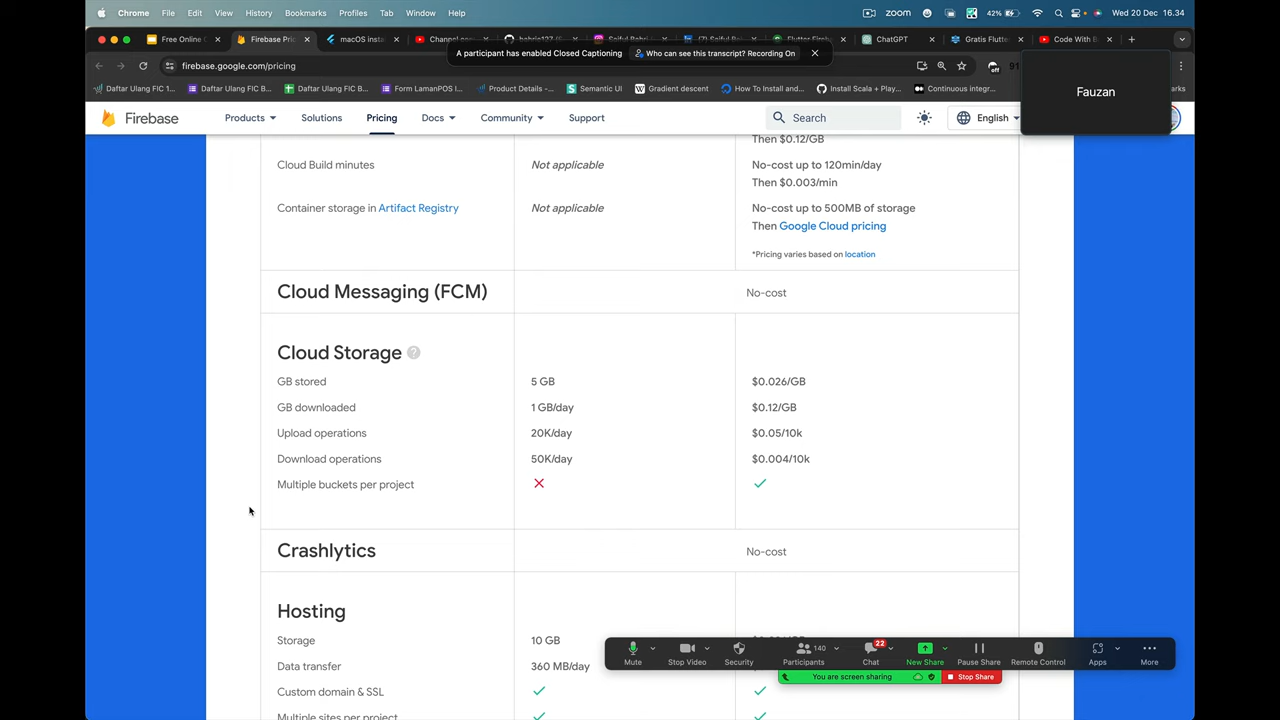 Chrome File Edit View History Bookmarks Profiles Tab Window Help
zoom 42% Wed 20 Dec 16.34
Free Online C
Firebase Pric
macOS insta
ChatGPT
Gratis Flutte
Code With B
A participant has enabled Closed Captioning Who can see this transcript? Recording On
firebase.google.com/pricing
off
91
Daftar Ulang FIC 1...
Daftar Ulang FIC B...
Daftar Ulang FIC B...
Form LamanPOS I...
Product Details -...
Semantic UI
Gradient descent
How To Install and...
Install Scala + Play...
Continuous integr...
Fauzan
Firebase
Products Solutions Pricing Docs Community Support
Search
English
Then $0.12/GB
Cloud Build minutes Not applicable No-cost up to 120min/day
Then $0.003/min
Container storage in Artifact Registry Not applicable No-cost up to 500MB of storage
Then Google Cloud pricing
*Pricing varies based on location
Cloud Messaging (FCM) No-cost
Cloud Storage ?
GB stored 5 GB $0.026/GB
GB downloaded 1 GB/day $0.12/GB
Upload operations 20K/day $0.05/10k
Download operations 50K/day $0.004/10k
Multiple buckets per project
Crashlytics No-cost
Hosting
Storage 10 GB
Data transfer 360 MB/day
Custom domain & SSL
Multiple sites per project
140
22
Mute Stop Video Security Participants Chat New Share Pause Share Remote Control Apps More
You are screen sharing Stop Share